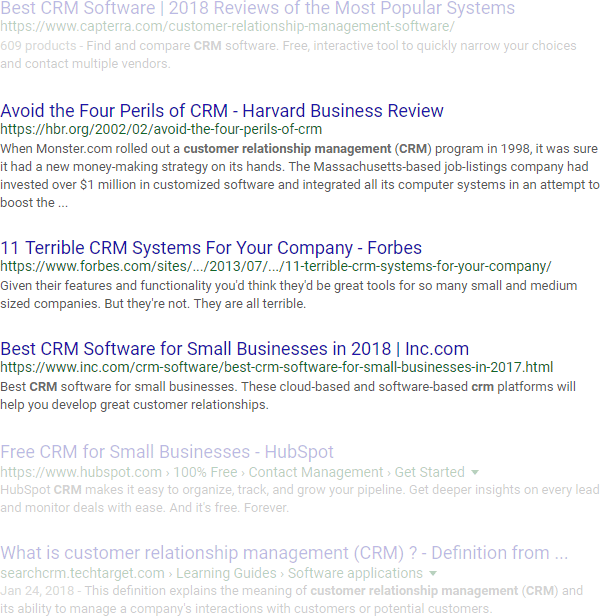 Best CRM Software | 2018 Reviews of the Most Popular Systems
https://www.capterra.com/customer-relationship-management-software/
609 products - Find and compare CRM software. Free, interactive tool to quickly narrow your choices
and contact multiple vendors.
Avoid the Four Perils of CRM - Harvard Business Review
https://hbr.org/2002/02/avoid-the-four-perils-of-crm
When Monster.com rolled out a customer relationship management (CRM) program in 1998, it was sure
it had a new money-making strategy on its hands. The Massachusetts-based job-listings company had
invested over $1 million in customized software and integrated all its computer systems in an attempt to
boost the ...
11 Terrible CRM Systems For Your Company - Forbes
https://www.forbes.com/sites/.../2013/07/.../11-terrible-crm-systems-for-your-company/
Given their features and functionality you'd think they'd be great tools for so many small and medium
sized companies. But they're not. They are all terrible.
Best CRM Software for Small Businesses in 2018 | Inc.com
https://www.inc.com/crm-software/best-crm-software-for-small-businesses-in-2017.html
Best CRM software for small businesses. These cloud-based and software-based crm platforms will
help you develop great customer relationships.
Free CRM for Small Businesses - HubSpot
https://www.hubspot.com › 100% Free › Contact Management › Get Started
HubSpot CRM makes it easy to organize, track, and grow your pipeline. Get deeper insights on every lead
and monitor deals with ease. And it's free. Forever.
What is customer relationship management (CRM) ? - Definition from ...
searchcrm.techtarget.com › Learning Guides › Software applications
Jan 24, 2018 - This definition explains the meaning of customer relationship management (CRM) and
its ability to manage a company's interactions with customers or potential customers.